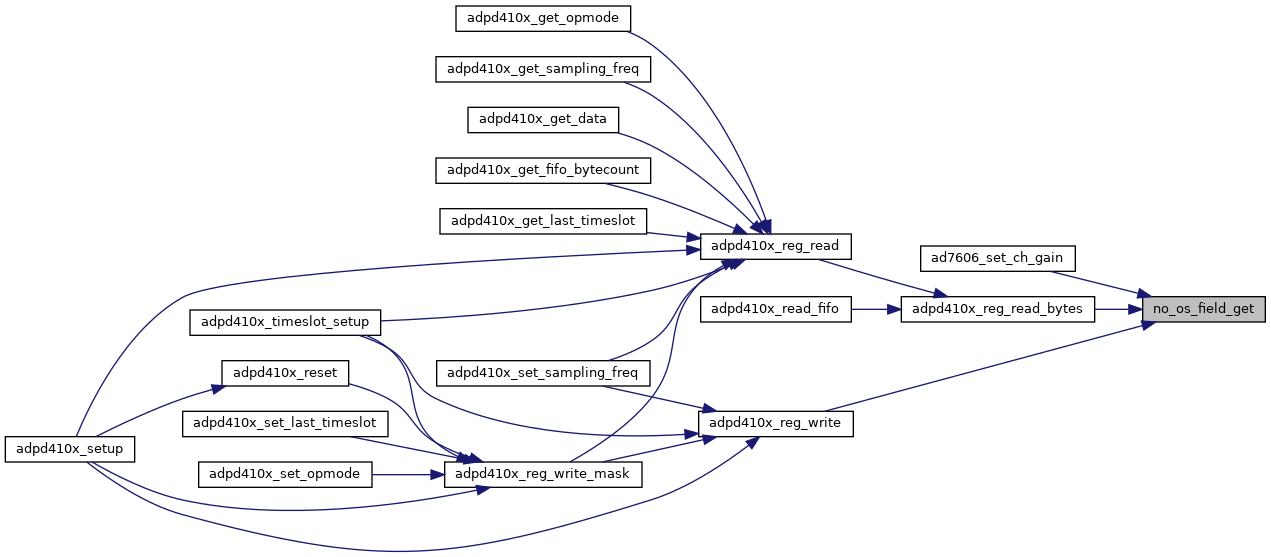 adpd410x_get_opmode
adpd410x_get_sampling_freq
adpd410x_get_data
adpd410x_get_fifo_bytecount
adpd410x_get_last_timeslot
adpd410x_reg_read
ad7606_set_ch_gain
adpd410x_read_fifo
adpd410x_reg_read_bytes
no_os_field_get
adpd410x_timeslot_setup
adpd410x_reset
adpd410x_set_sampling_freq
adpd410x_set_last_timeslot
adpd410x_reg_write
adpd410x_setup
adpd410x_set_opmode
adpd410x_reg_write_mask